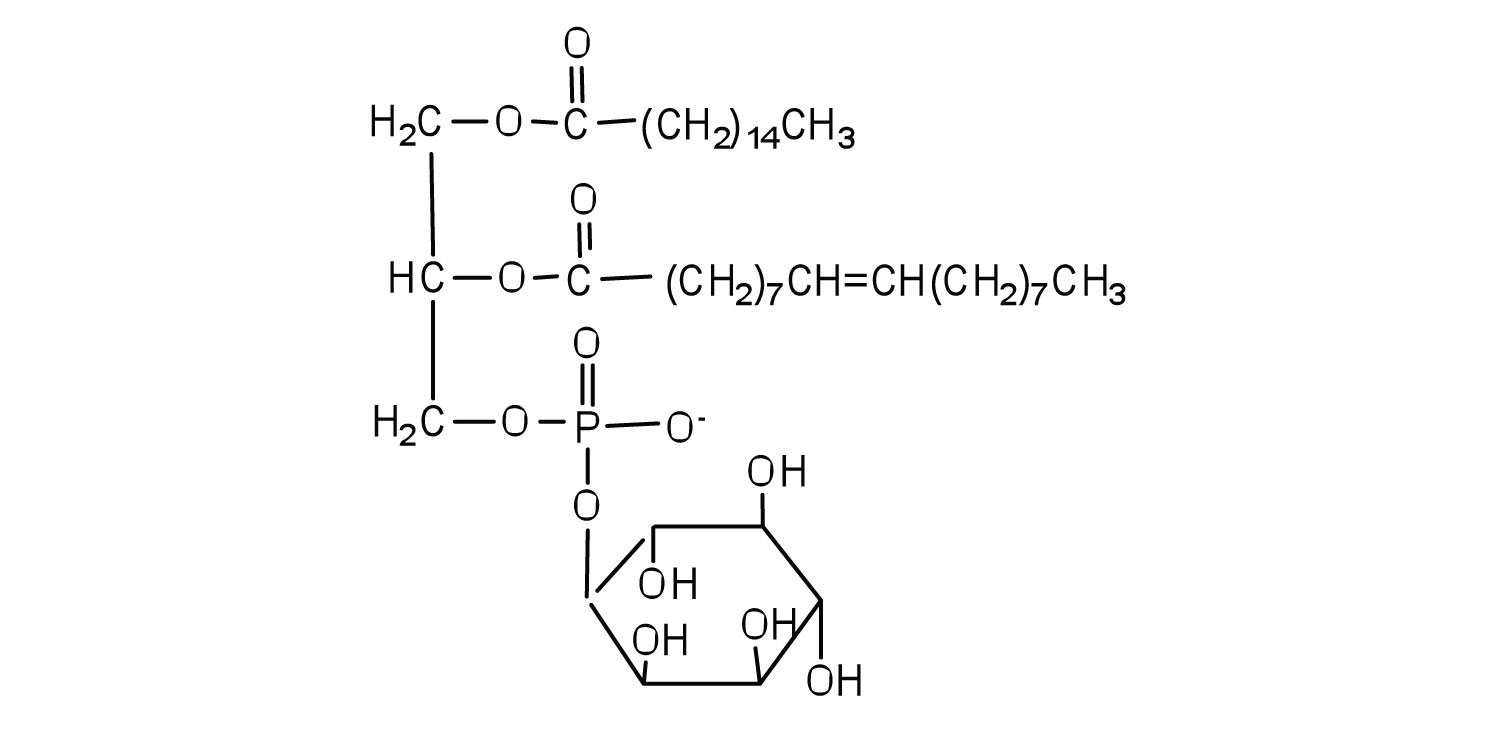 O
H₂C—O—C—(CH₂)₁₄CH₃
O
HC—O—C—(CH₂)₇CH=CH(CH₂)₇CH₃
O
H₂C—O—P—O⁻
OH
O
OH
OH OH
OH